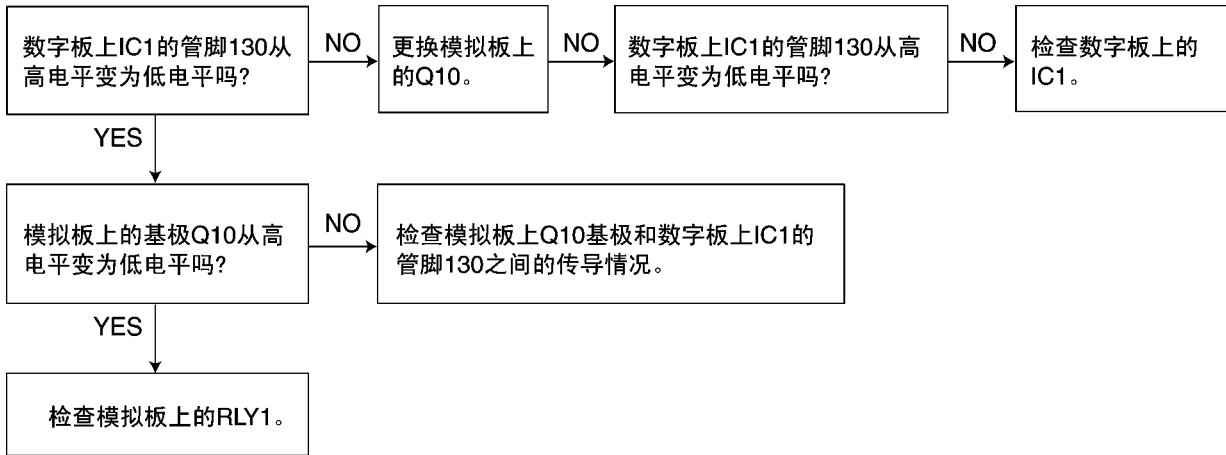 数字板上IC1的管脚130从
高电平变为低电平吗?
NO
更换模拟板上
的Q10。
NO
数字板上IC1的管脚130从高
电平变为低电平吗?
NO
检查数字板上的
IC1。
YES
模拟板上的基极Q10从高
电平变为低电平吗?
NO
检查模拟板上Q10基极和数字板上IC1的
管脚130之间的传导情况。
YES
检查模拟板上的RLY1。